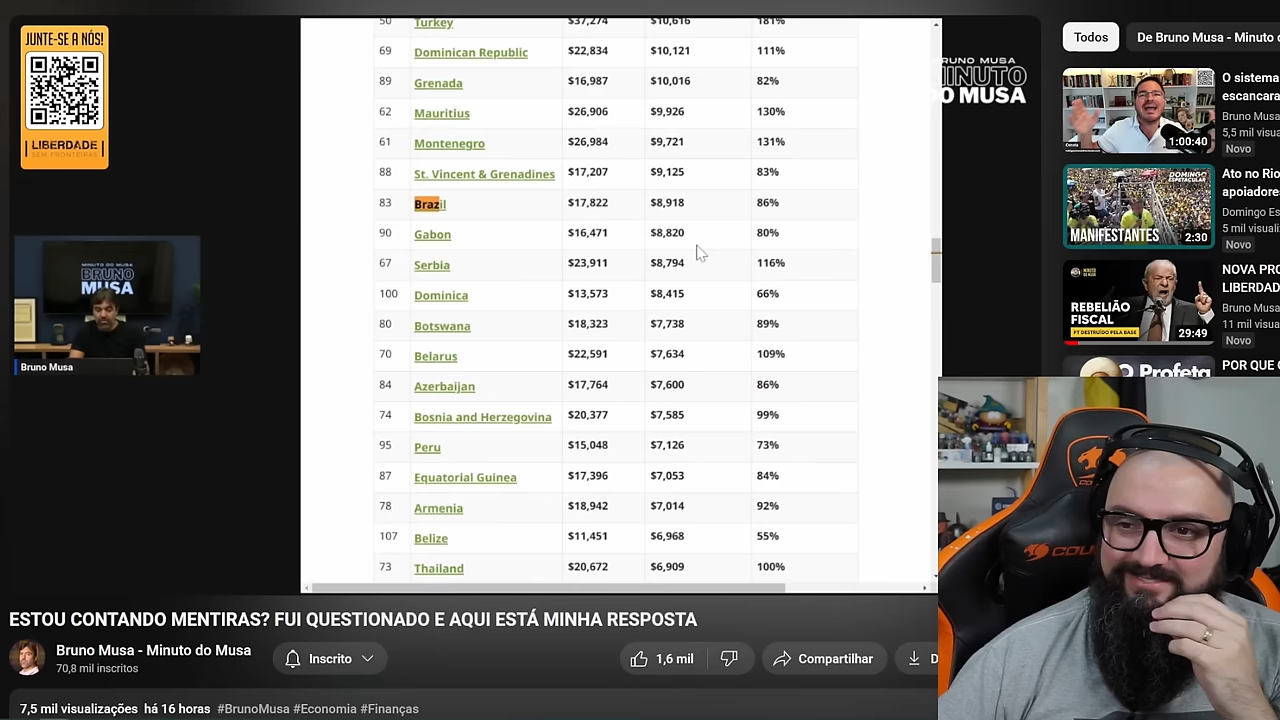 JUNTE-SE A NÓS!
LIBERDADE
SEM FRONTEIRAS
50 Turkey $37,274 $10,616 181%
69 Dominican Republic $22,834 $10,121 111%
89 Grenada $16,987 $10,016 82%
62 Mauritius $26,906 $9,926 130%
61 Montenegro $26,984 $9,721 131%
88 St. Vincent & Grenadines $17,207 $9,125 83%
83 Brazil $17,822 $8,918 86%
90 Gabon $16,471 $8,820 80%
67 Serbia $23,911 $8,794 116%
100 Dominica $13,573 $8,415 66%
80 Botswana $18,323 $7,738 89%
70 Belarus $22,591 $7,634 109%
84 Azerbaijan $17,764 $7,600 86%
74 Bosnia and Herzegovina $20,377 $7,585 99%
95 Peru $15,048 $7,126 73%
87 Equatorial Guinea $17,396 $7,053 84%
78 Armenia $18,942 $7,014 92%
107 Belize $11,451 $6,968 55%
73 Thailand $20,672 $6,909 100%
MINUTO DO MUSA
BRUNO
MUSA
Bruno Musa
BRUNO MUSA
MINUTO
DO MUSA
Todos
De Bruno Musa - Minuto d
O sistema
escancara
Bruno Musa
5,5 mil visua
Novo
1:00:40
DOMINGO
ESPETACULAR
MANIFESTANTES
2:30
Ato no Rio
apoiadore
Domingo Es
5 mil visuali
Novo
REBELIÃO
FISCAL
PT DESTRUÍDO PELA BASE
29:49
NOVA PRO
LIBERDAD
Bruno Musa
11 mil visua
Novo
O Profeta
POR QUE
COUGAR
ESTOU CONTANDO MENTIRAS? FUI QUESTIONADO E AQUI ESTÁ MINHA RESPOSTA
Bruno Musa - Minuto do Musa
70,8 mil inscritos
Inscrito
1,6 mil
Compartilhar
D
7,5 mil visualizações há 16 horas #BrunoMusa #Economia #Finanças